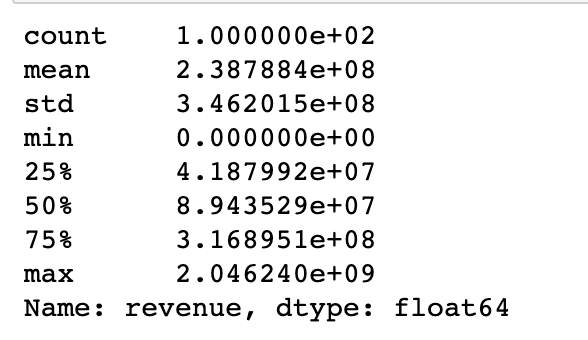 count    1.000000e+02
mean     2.387884e+08
std      3.462015e+08
min      0.000000e+00
25%      4.187992e+07
50%      8.943529e+07
75%      3.168951e+08
max      2.046240e+09
Name: revenue, dtype: float64